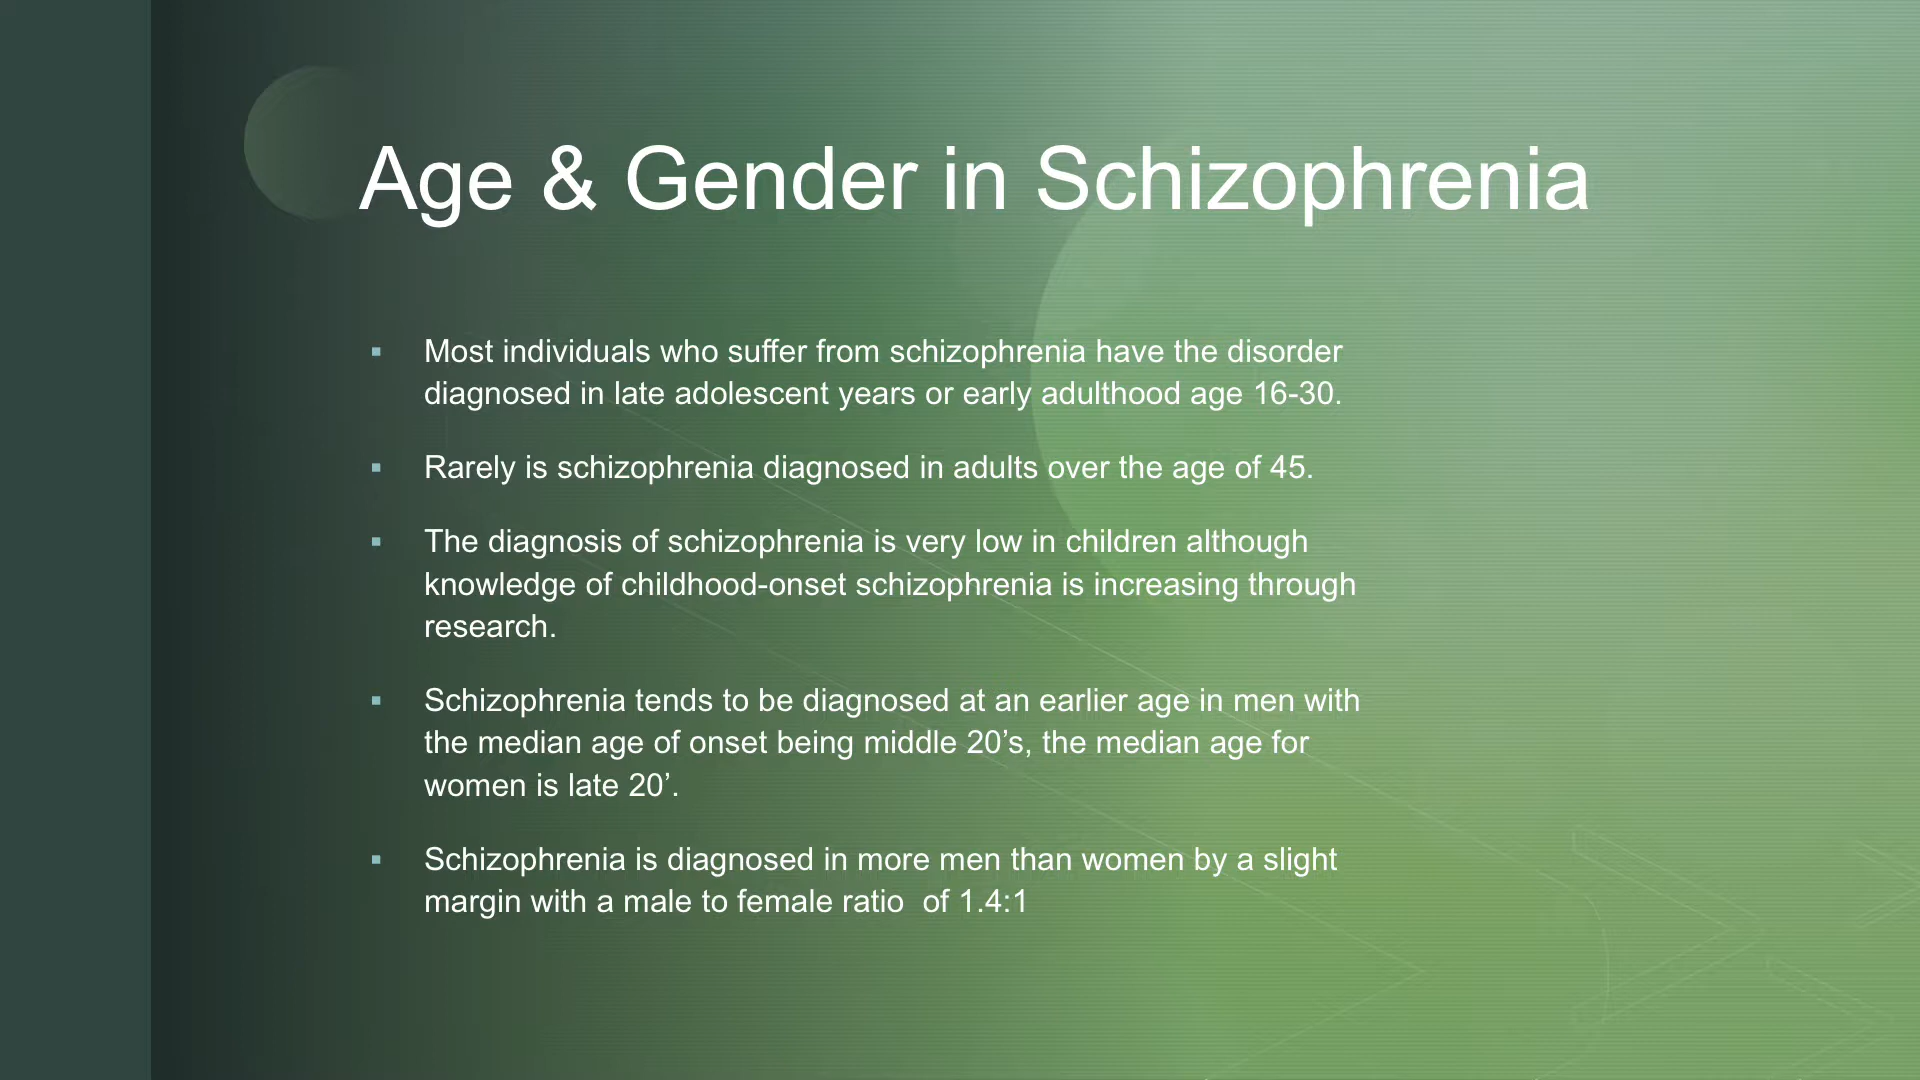 Age & Gender in Schizophrenia
▪ Most individuals who suffer from schizophrenia have the disorder
diagnosed in late adolescent years or early adulthood age 16-30.
▪ Rarely is schizophrenia diagnosed in adults over the age of 45.
▪ The diagnosis of schizophrenia is very low in children although
knowledge of childhood-onset schizophrenia is increasing through
research.
▪ Schizophrenia tends to be diagnosed at an earlier age in men with
the median age of onset being middle 20’s, the median age for
women is late 20’.
▪ Schizophrenia is diagnosed in more men than women by a slight
margin with a male to female ratio  of 1.4:1